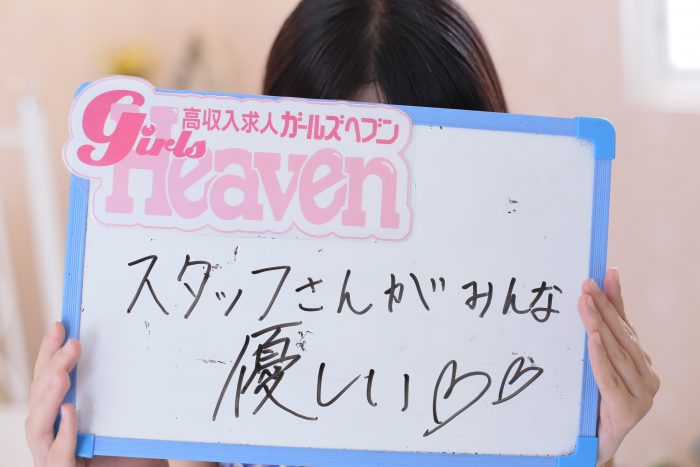 高収入求人ガールズヘブン
Girls
Heaven
スタッフさんがみんな
優しい♡♡